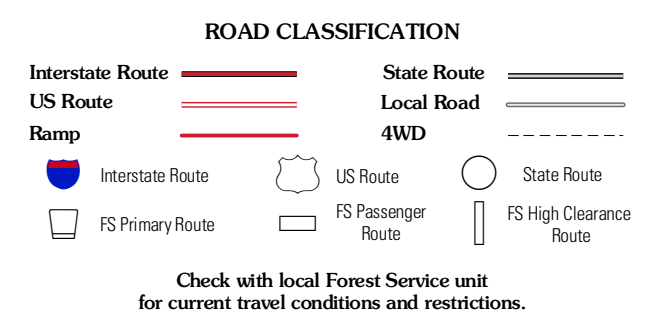 ROAD CLASSIFICATION
Interstate Route
State Route
US Route
Local Road
Ramp
4WD
Interstate Route
US Route
State Route
FS Primary Route
FS Passenger
Route
FS High Clearance
Route
Check with local Forest Service unit
for current travel conditions and restrictions.